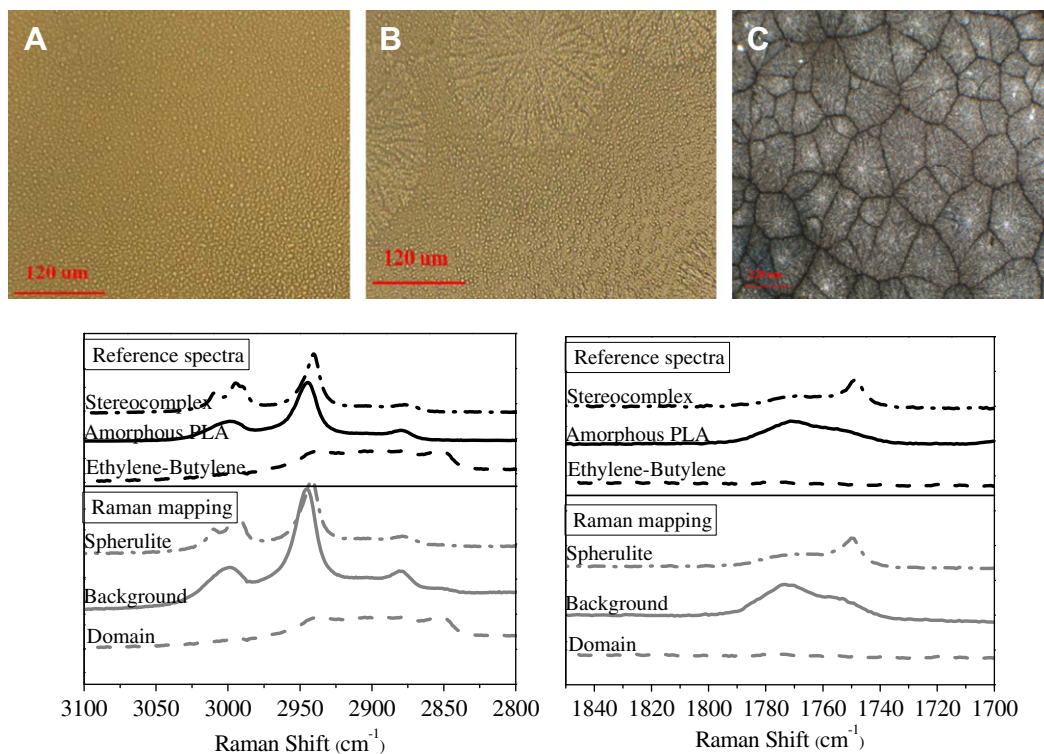 A
B
C
120 um
120 um
Reference spectra
Stereocomplex
Amorphous PLA
Ethylene-Butylene
Raman mapping
Spherulite
Background
Domain
3100 3050 3000 2950 2900 2850 2800
Raman Shift (cm⁻¹)
Reference spectra
Stereocomplex
Amorphous PLA
Ethylene-Butylene
Raman mapping
Spherulite
Background
Domain
1840 1820 1800 1780 1760 1740 1720 1700
Raman Shift (cm⁻¹)